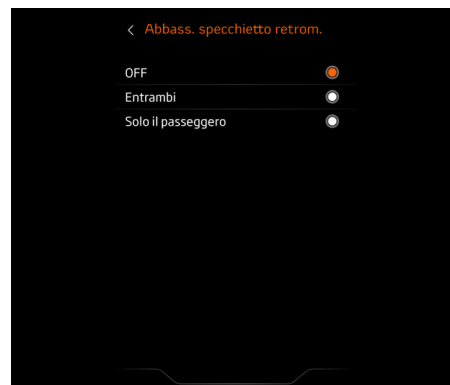 Abbass. specchietto retrom.
OFF
Entrambi
Solo il passeggero